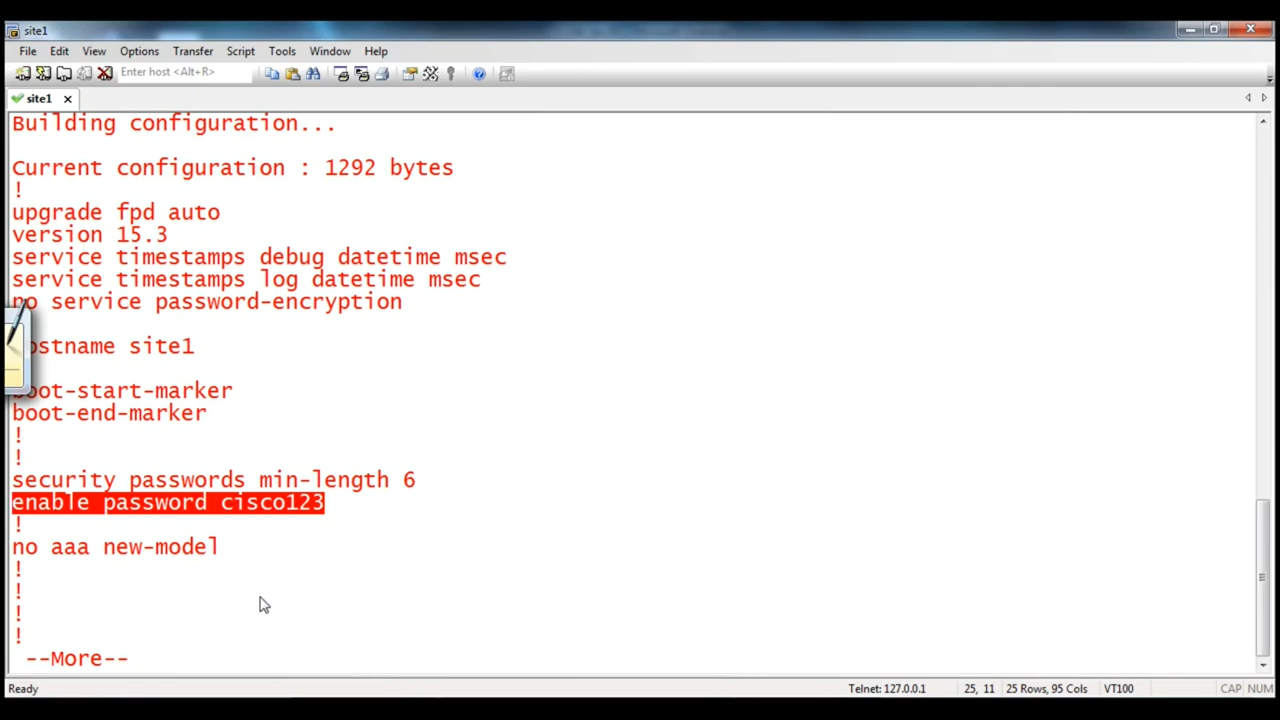 site1
File Edit View Options Transfer Script Tools Window Help
Enter host <Alt+R>
site1 x
Building configuration...
Current configuration : 1292 bytes
!
upgrade fpd auto
version 15.3
service timestamps debug datetime msec
service timestamps log datetime msec
no service password-encryption
ostname site1
oot-start-marker
boot-end-marker
!
!
security passwords min-length 6
enable password cisco123
!
no aaa new-model
!
!
!
!
--More--
Ready Telnet: 127.0.0.1 25, 11 25 Rows, 95 Cols VT100 CAP NUM